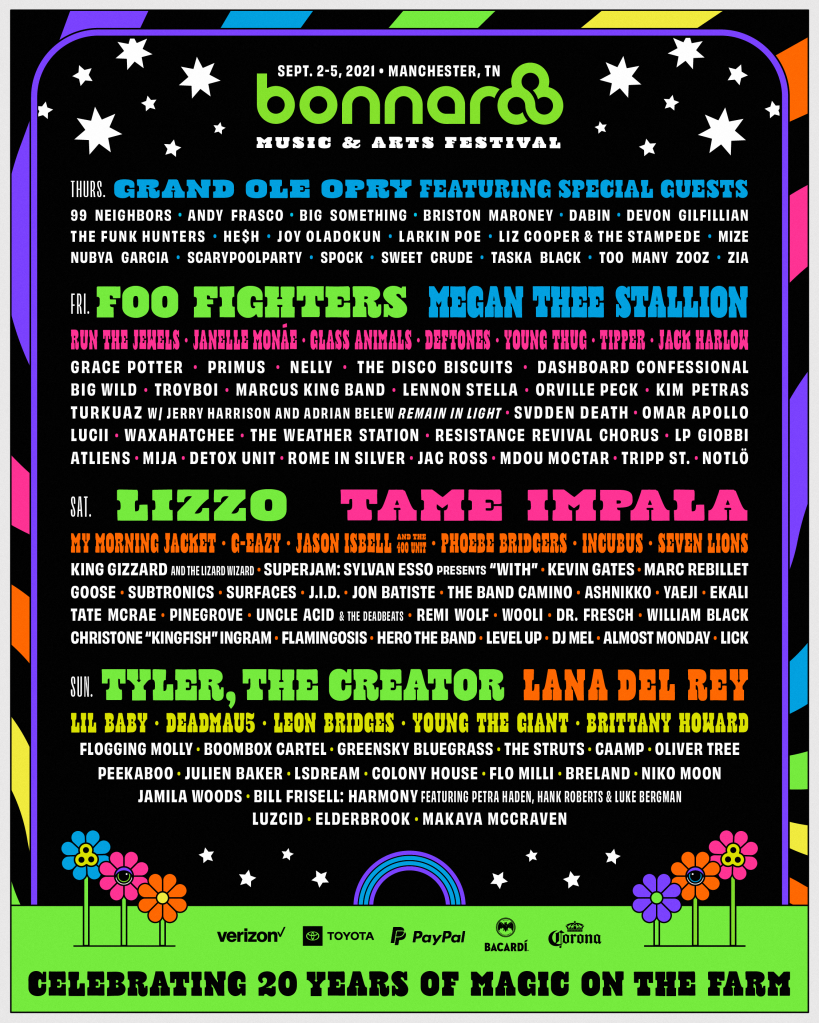 SEPT. 2-5, 2021 • MANCHESTER, TN
bonnaroo
MUSIC & ARTS FESTIVAL
THURS. GRAND OLE OPRY FEATURING SPECIAL GUESTS
99 NEIGHBORS • ANDY FRASCO • BIG SOMETHING • BRISTON MARONEY • DABIN • DEVON GILFILLIAN
THE FUNK HUNTERS • HE$H • JOY OLADOKUN • LARKIN POE • LIZ COOPER & THE STAMPEDE • MIZE
NUBYA GARCIA • SCARYPOOLPARTY • SPOCK • SWEET CRUDE • TASKA BLACK • TOO MANY ZOOZ • ZIA
FRI. FOO FIGHTERS MEGAN THEE STALLION
RUN THE JEWELS • JANELLE MONÁE • GLASS ANIMALS • DEFTONES • YOUNG THUG • TIPPER • JACK HARLOW
GRACE POTTER • PRIMUS • NELLY • THE DISCO BISCUITS • DASHBOARD CONFESSIONAL
BIG WILD • TROYBOI • MARCUS KING BAND • LENNON STELLA • ORVILLE PECK • KIM PETRAS
TURKUAZ W/ JERRY HARRISON AND ADRIAN BELEW REMAIN IN LIGHT • SVDDEN DEATH • OMAR APOLLO
LUCII • WAXAHATCHEE • THE WEATHER STATION • RESISTANCE REVIVAL CHORUS • LP GIOBBI
ATLIENS • MIJA • DETOX UNIT • ROME IN SILVER • JAC ROSS • MDOU MOCTAR • TRIPP ST. • NOTLÖ
SAT. LIZZO TAME IMPALA
MY MORNING JACKET • G-EAZY • JASON ISBELL AND THE 400 UNIT • PHOEBE BRIDGERS • INCUBUS • SEVEN LIONS
KING GIZZARD AND THE LIZARD WIZARD • SUPERJAM: SYLVAN ESSO PRESENTS “WITH” • KEVIN GATES • MARC REBILLET
GOOSE • SUBTRONICS • SURFACES • J.I.D. • JON BATISTE • THE BAND CAMINO • ASHNIKKO • YAEJI • EKALI
TATE MCRAE • PINEGROVE • UNCLE ACID & THE DEADBEATS • REMI WOLF • WOOLI • DR. FRESCH • WILLIAM BLACK
CHRISTONE “KINGFISH” INGRAM • FLAMINGOSIS • HERO THE BAND • LEVEL UP • DJ MEL • ALMOST MONDAY • LICK
SUN. TYLER, THE CREATOR LANA DEL REY
LIL BABY • DEADMAU5 • LEON BRIDGES • YOUNG THE GIANT • BRITTANY HOWARD
FLOGGING MOLLY • BOOMBOX CARTEL • GREENSKY BLUEGRASS • THE STRUTS • CAAMP • OLIVER TREE
PEEKABOO • JULIEN BAKER • LSDREAM • COLONY HOUSE • FLO MILLI • BRELAND • NIKO MOON
JAMILA WOODS • BILL FRISELL: HARMONY FEATURING PETRA HADEN, HANK ROBERTS & LUKE BERGMAN
LUZCID • ELDERBROOK • MAKAYA MCCRAVEN
verizon✓ TOYOTA PayPal BACARDÍ Corona
CELEBRATING 20 YEARS OF MAGIC ON THE FARM